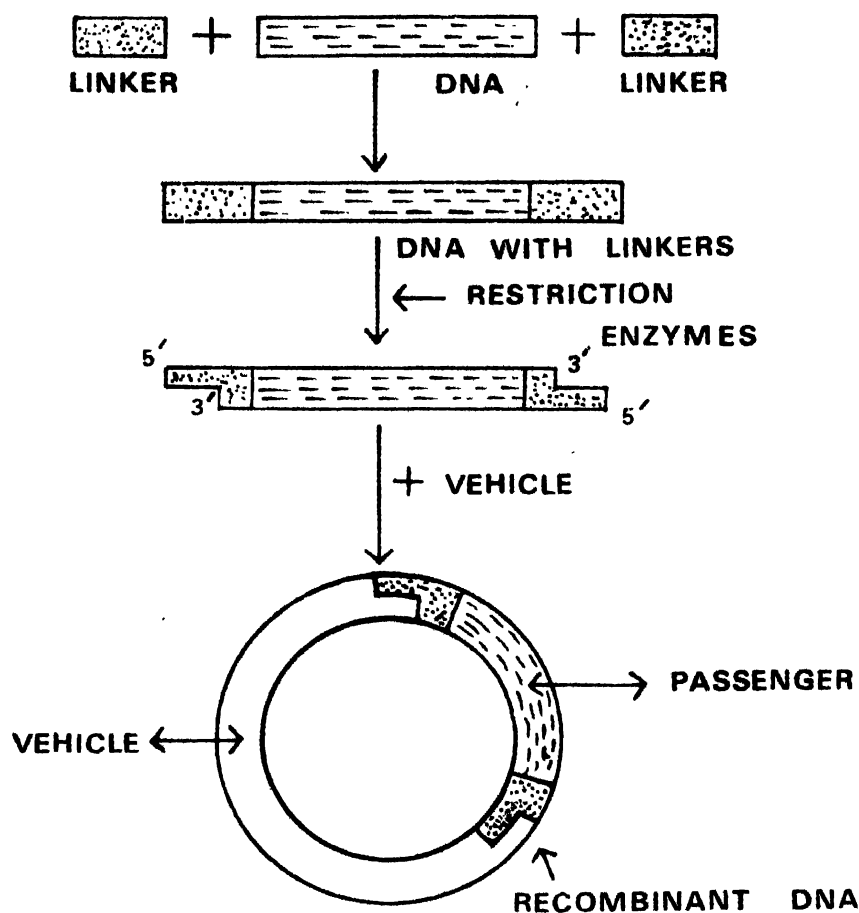 + +
LINKER DNA LINKER
DNA WITH LINKERS
RESTRICTION
ENZYMES
5′ 3′
3′ 5′
+ VEHICLE
PASSENGER
VEHICLE
RECOMBINANT DNA